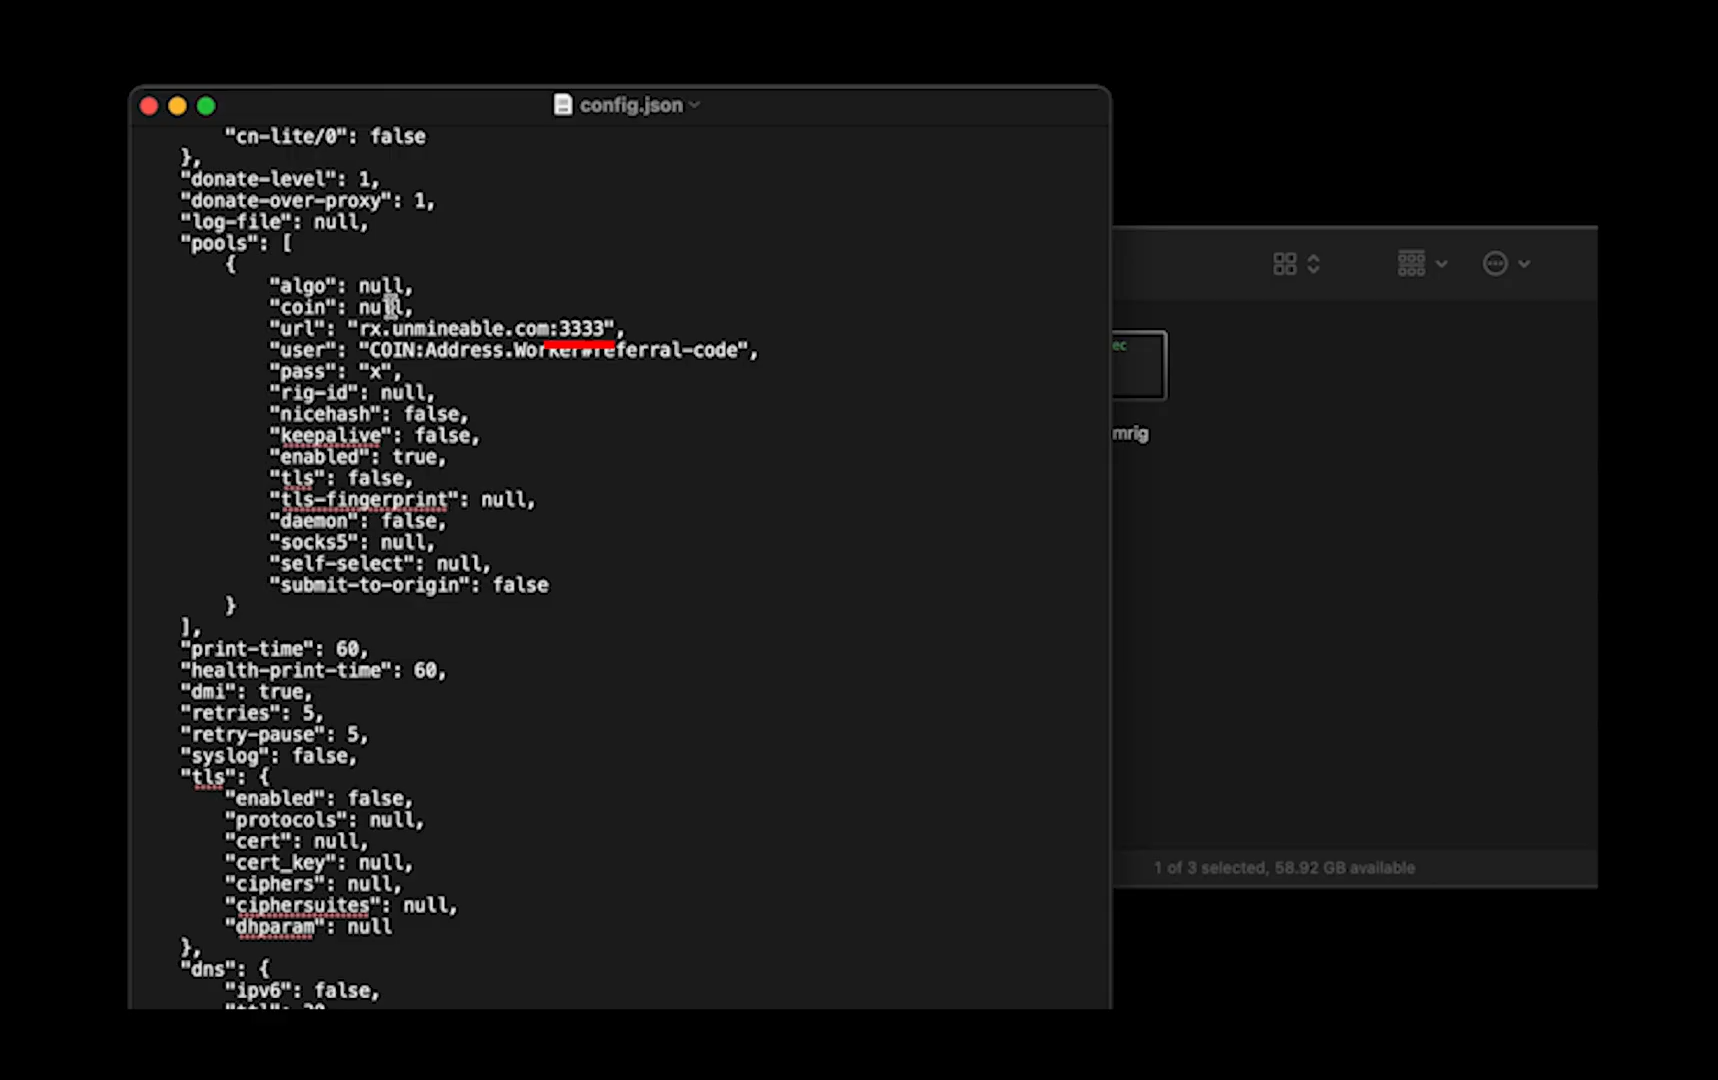 config.json
"cn-lite/0": false
},
"donate-level": 1,
"donate-over-proxy": 1,
"log-file": null,
"pools": [
{
"algo": null,
"coin": null,
"url": "rx.unmineable.com:3333",
"user": "COIN:Address.Worker#referral-code",
"pass": "x",
"rig-id": null,
"nicehash": false,
"keepalive": false,
"enabled": true,
"tls": false,
"tls-fingerprint": null,
"daemon": false,
"socks5": null,
"self-select": null,
"submit-to-origin": false
}
],
"print-time": 60,
"health-print-time": 60,
"dmi": true,
"retries": 5,
"retry-pause": 5,
"syslog": false,
"tls": {
"enabled": false,
"protocols": null,
"cert": null,
"cert_key": null,
"ciphers": null,
"ciphersuites": null,
"dhparam": null
},
"dns": {
"ipv6": false,
ec
mrig
1 of 3 selected, 58.92 GB available